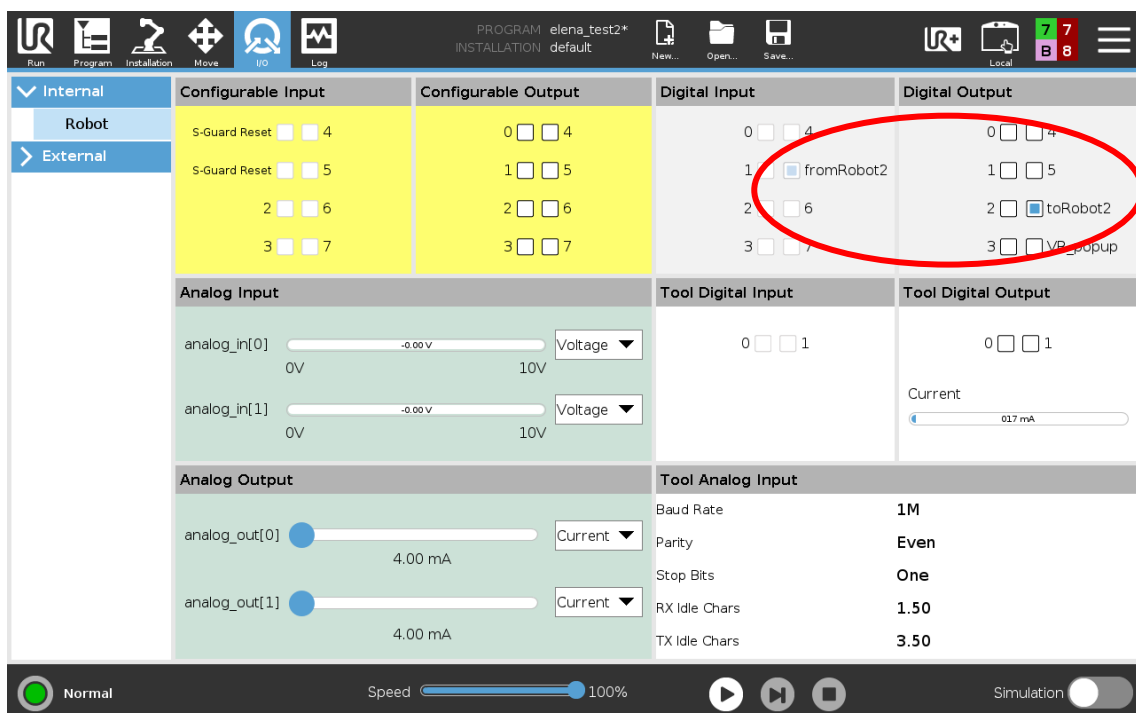 PROGRAM elena_test2*
INSTALLATION default
UR+
7 7
B 8
Run Program Installation Move I/O Log New... Open... Save... Local
Internal
Robot
External
Configurable Input
S-Guard Reset 4
S-Guard Reset 5
2 6
3 7
Configurable Output
0 4
1 5
2 6
3 7
Digital Input
0 4
1 fromRobot2
2 6
3 7
Digital Output
0 4
1 5
2 toRobot2
3 VB_popup
Analog Input
analog_in[0] -0.00 V Voltage
0V 10V
analog_in[1] -0.00 V Voltage
0V 10V
Tool Digital Input
0 1
Tool Digital Output
0 1
Current
017 mA
Analog Output
analog_out[0] Current
4.00 mA
analog_out[1] Current
4.00 mA
Tool Analog Input
Baud Rate 1M
Parity Even
Stop Bits One
RX Idle Chars 1.50
TX Idle Chars 3.50
Normal Speed 100% Simulation